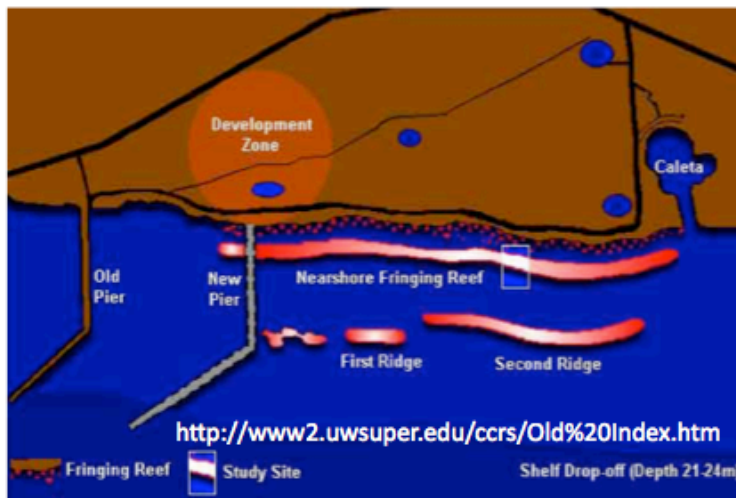 Development
Zone
Caleta
Old
Pier
New
Pier
Nearshore Fringing Reef
First Ridge
Second Ridge
http://www2.uwsuper.edu/ccrs/Old%20Index.htm
Fringing Reef
Study Site
Shelf Drop-off (Depth 21-24m